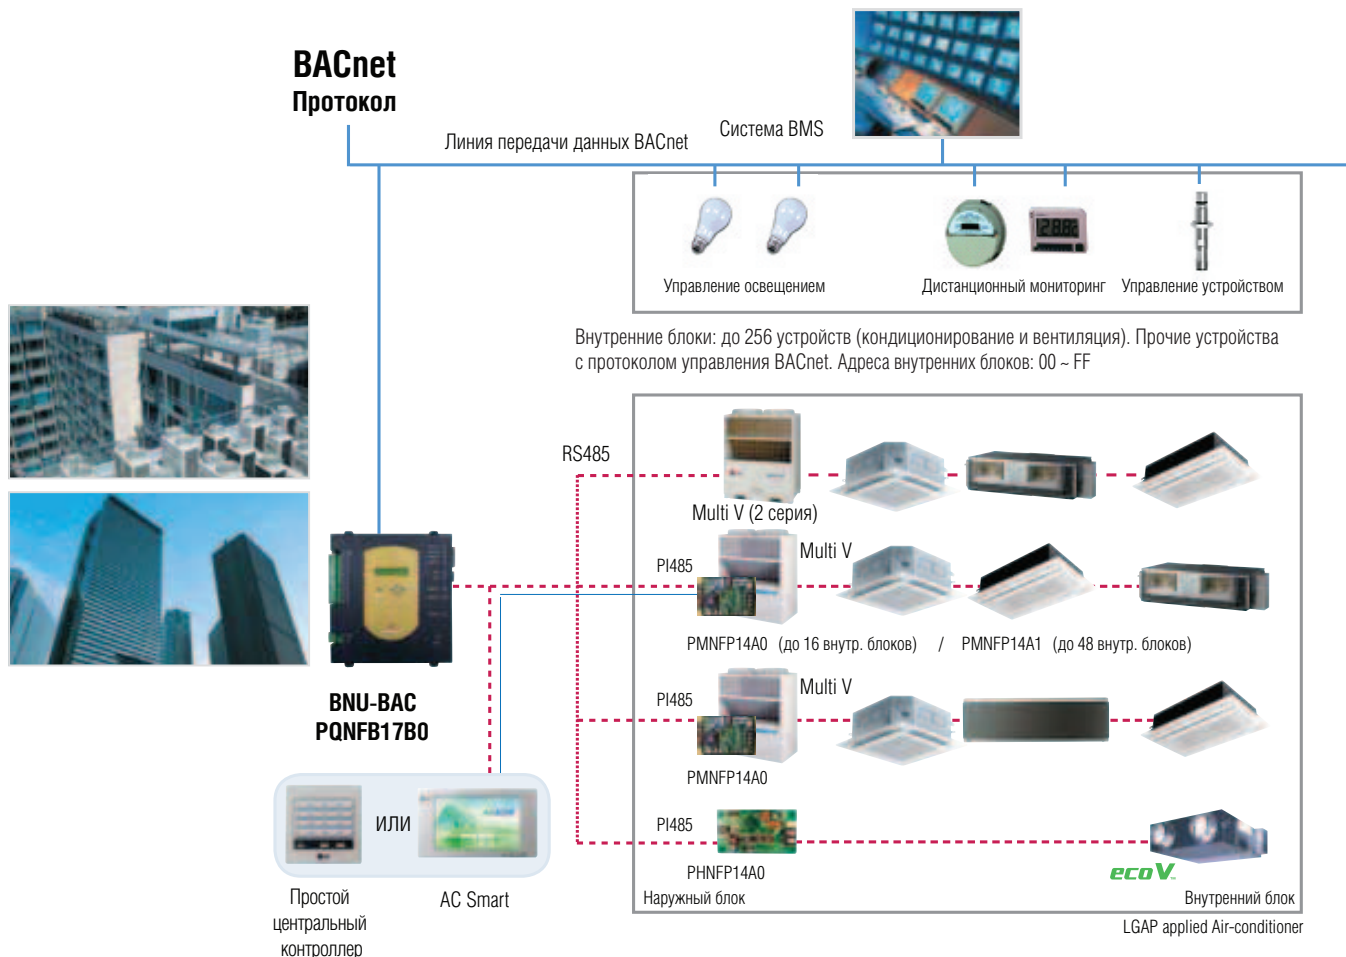 BACnet
Протокол
Линия передачи данных BACnet
Система BMS
Управление освещением
Дистанционный мониторинг
Управление устройством
Внутренние блоки: до 256 устройств (кондиционирование и вентиляция). Прочие устройства
с протоколом управления BACnet. Адреса внутренних блоков: 00 ~ FF
RS485
Multi V (2 серия)
PI485
Multi V
PMNFP14A0 (до 16 внутр. блоков) / PMNFP14A1 (до 48 внутр. блоков)
BNU-BAC
PQNFB17B0
PI485
Multi V
PMNFP14A0
ИЛИ
PI485
PHNFP14A0
eco V
Простой
центральный
контроллер
AC Smart
Наружный блок
Внутренний блок
LGAP applied Air-conditioner